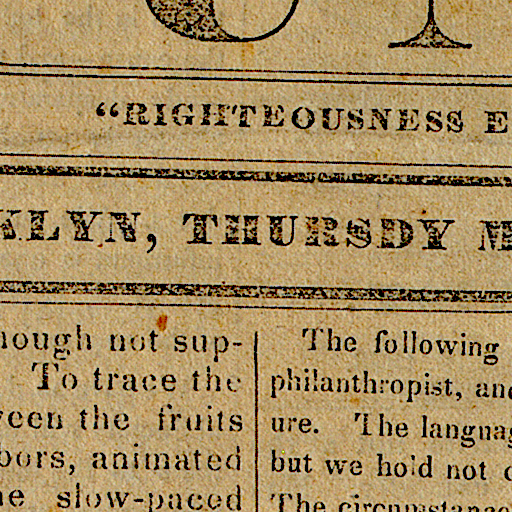 “RIGHTEOUSNESS E
KLYN, THURSDY M
hough not sup-
To trace the
ween the fruits
bors, animated
he slow-paced
The following
philanthropist, and
ure. The languag
but we hold not
The circumstance